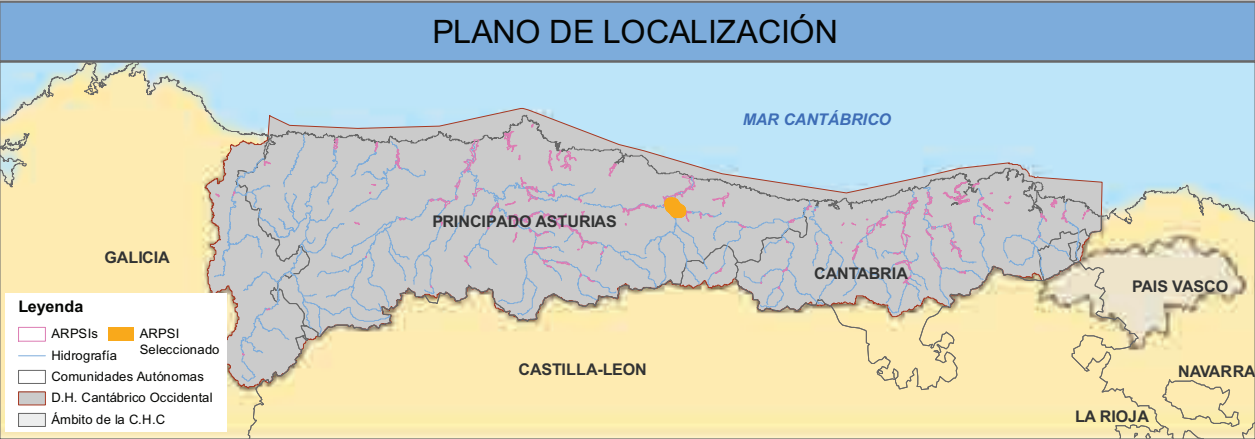 PLANO DE LOCALIZACIÓN
MAR CANTÁBRICO
PRINCIPADO ASTURIAS
GALICIA
CANTABRIA
PAIS VASCO
CASTILLA-LEON
NAVARRA
LA RIOJA
Leyenda
ARPSIs
ARPSI
Seleccionado
Hidrografía
Comunidades Autónomas
D.H. Cantábrico Occidental
Ámbito de la C.H.C